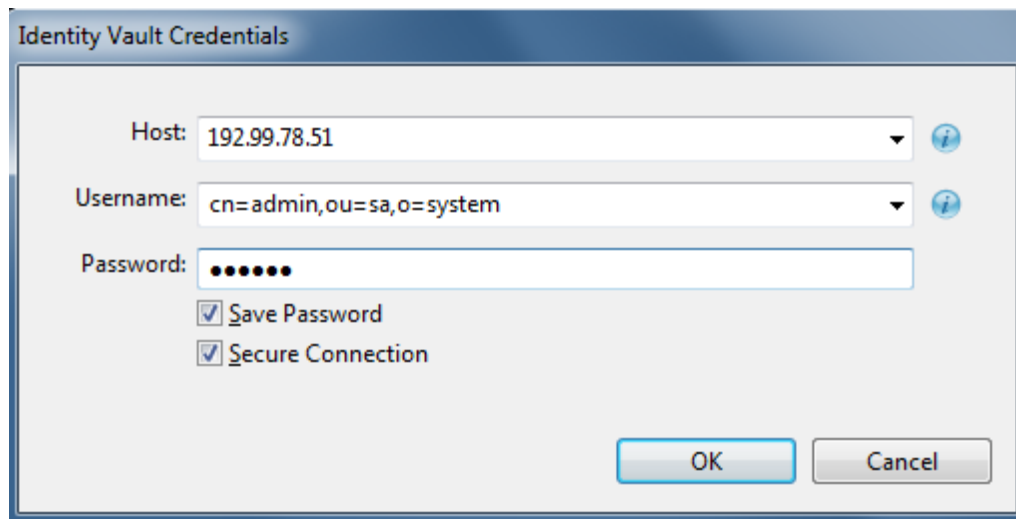 Identity Vault Credentials
Host: 192.99.78.51
Username: cn=admin,ou=sa,o=system
Password: ••••••
Save Password
Secure Connection
OK Cancel